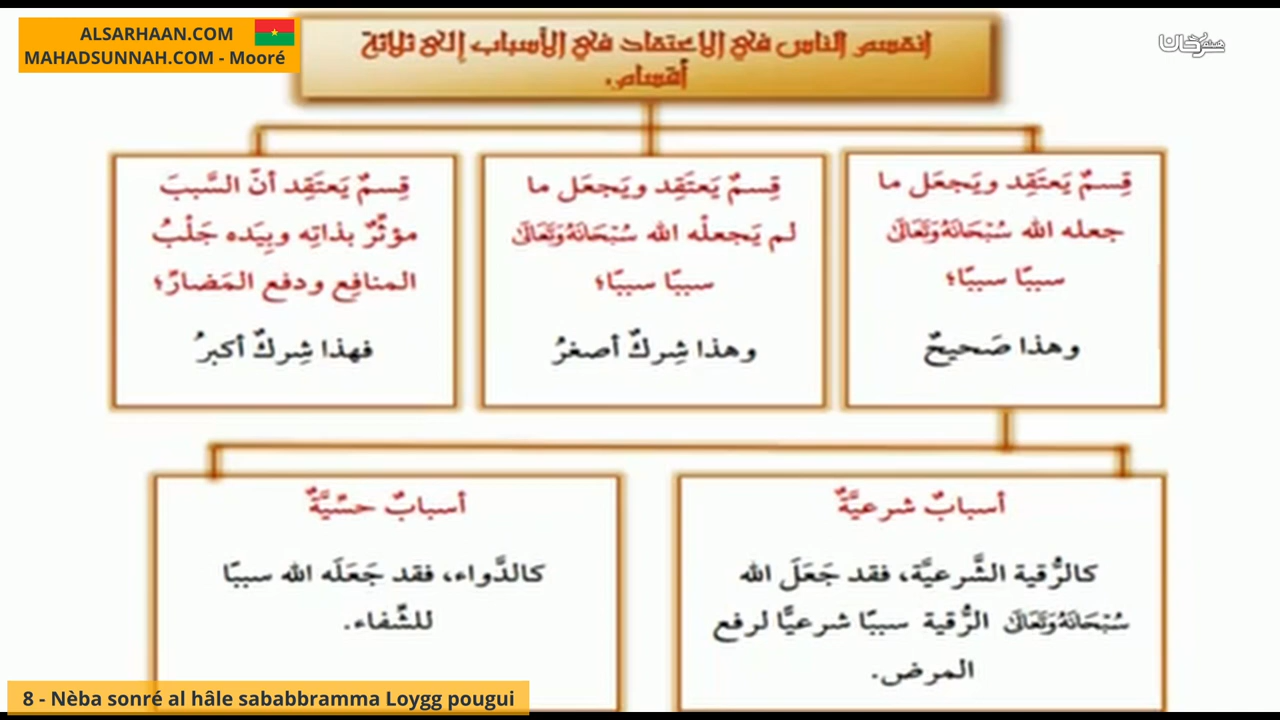 ALSARHAAN.COM
MAHADSUNNAH.COM - Mooré
انقسم الناس في الاعتقاد في الأسباب إلى ثلاثة
أقسام.
قِسمٌ يَعتَقِد ويَجعَل ما
جعله الله سُبْحَانَهُ وَتَعَالَىٰ
سببًا سببًا؛
وهذا صَحيحٌ
قِسمٌ يَعتَقِد ويَجعَل ما
لم يَجعلْه الله سُبْحَانَهُ وَتَعَالَىٰ
سببًا سببًا؛
وهذا شِركٌ أصغرُ
قِسمٌ يَعتَقِد أنّ السَّببَ
مؤثِّرٌ بذاتِه وبِيَده جَلْبُ
المنافِع ودفع المَضارِّ؛
فهذا شِركٌ أكبرُ
أسبابٌ شرعيَّةٌ
كالرُّقية الشَّرعيَّة، فقد جَعَلَ الله
سُبْحَانَهُ وَتَعَالَىٰ الرُّقية سببًا شرعيًّا لرفع
المرض.
أسبابٌ حسّيَّةٌ
كالدَّواء، فقد جَعَلَه الله سببًا
للشِّفاء.
8 - Nèba sonré al hâle sababbramma Loygg pougui